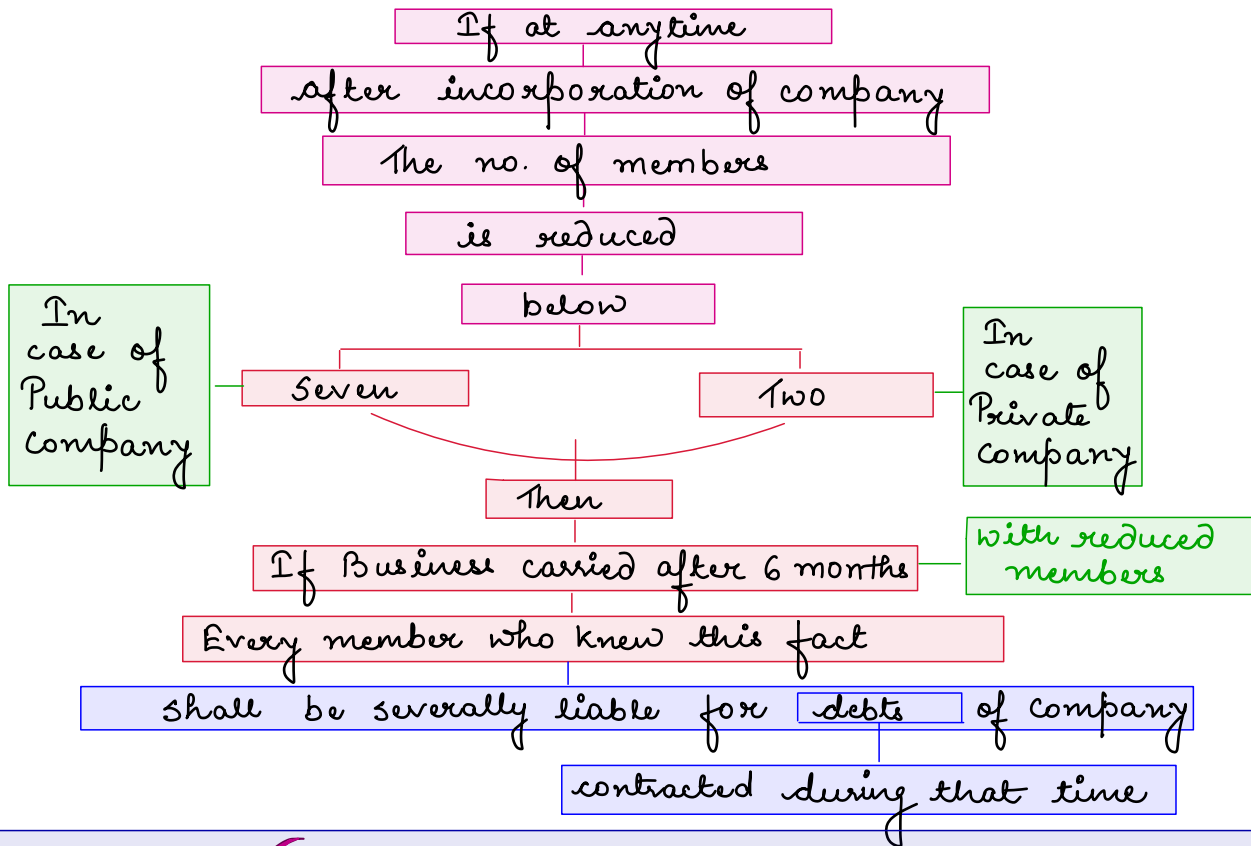 If at anytime
after incorporation of company
The no. of members
is reduced
below
In
case of
Public
company
Seven
Two
In
case of
Private
company
Then
If Business carried after 6 months
with reduced
members
Every member who knew this fact
shall be severally liable for debts of company
contracted during that time